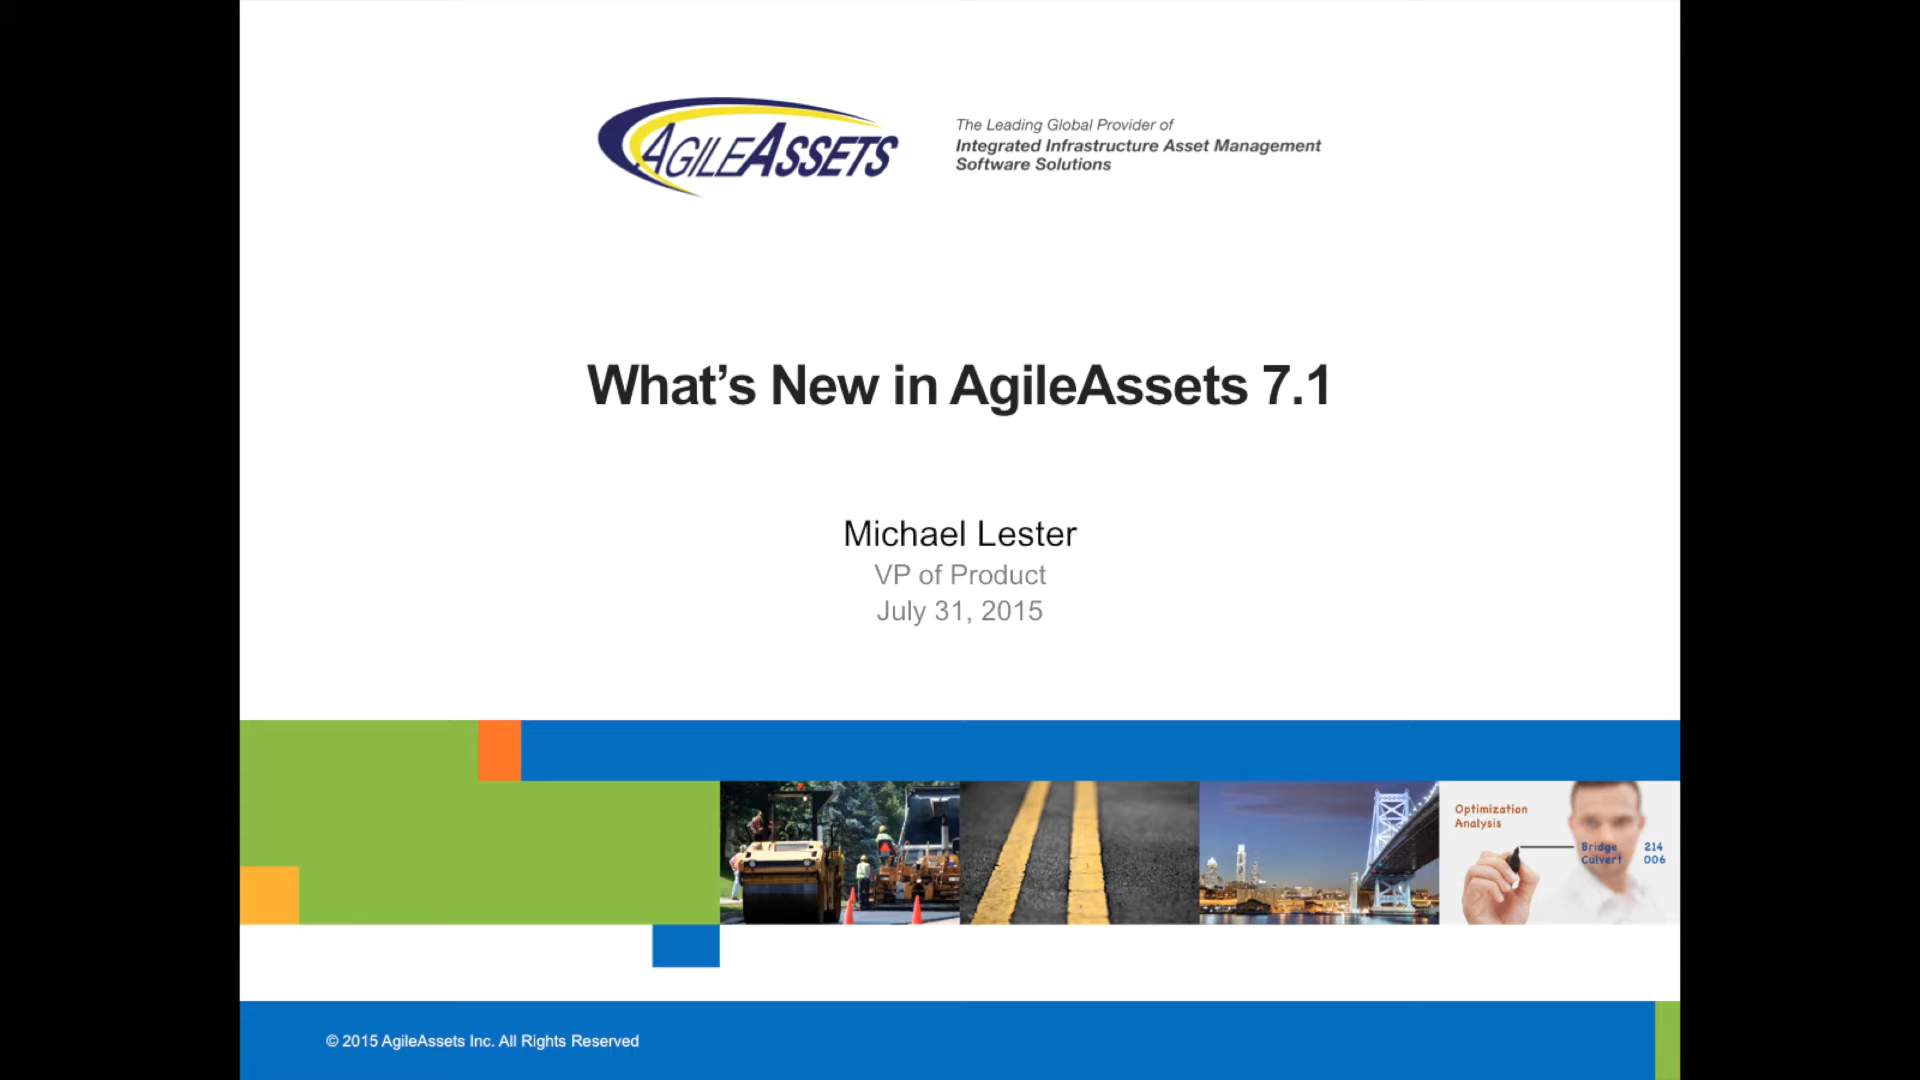 AGILEASSETS
The Leading Global Provider of
Integrated Infrastructure Asset Management
Software Solutions
What’s New in AgileAssets 7.1
Michael Lester
VP of Product
July 31, 2015
Optimization
Analysis
Bridge 214
Culvert 006
© 2015 AgileAssets Inc. All Rights Reserved